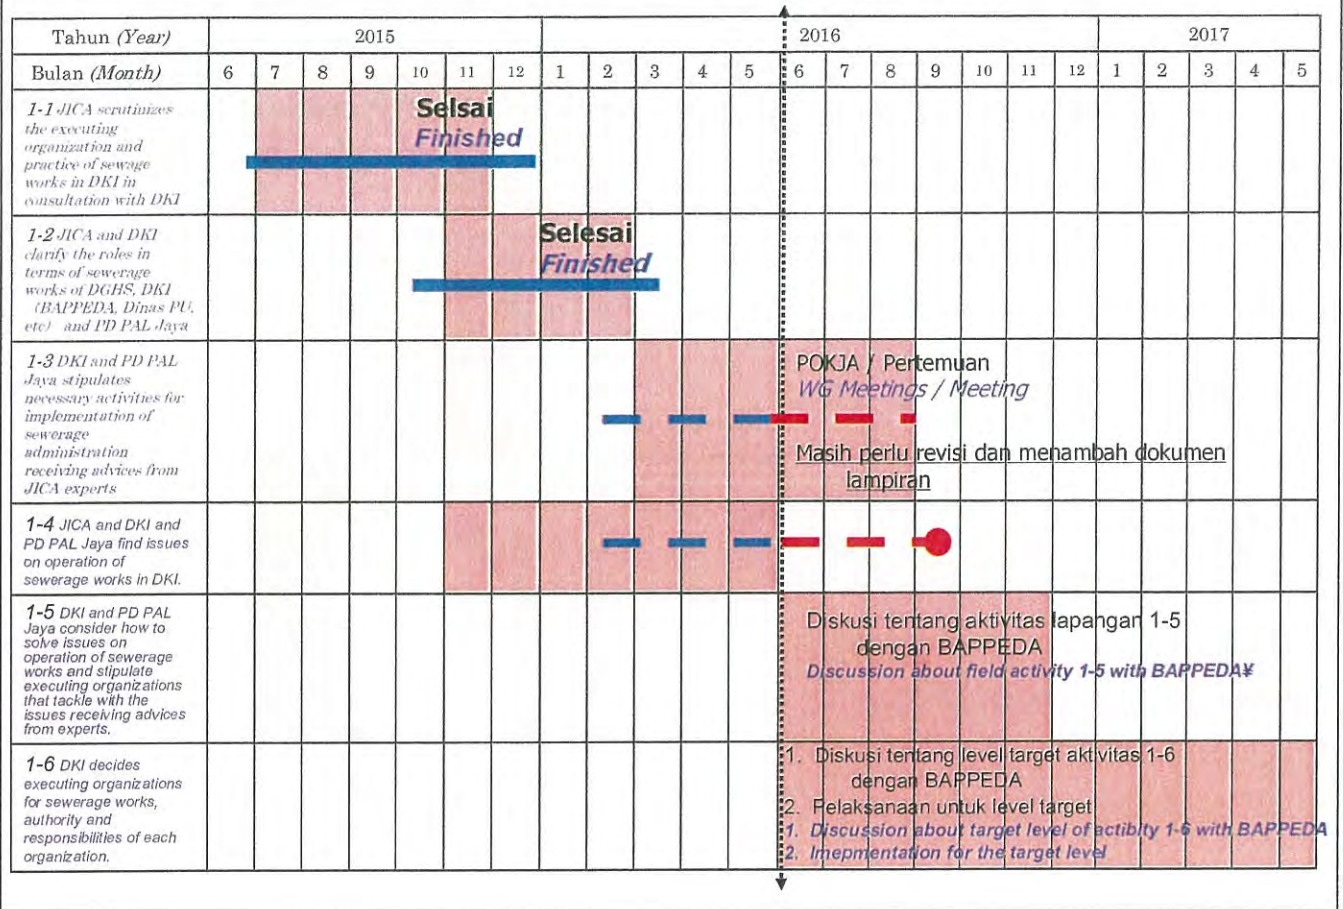 Tahun (Year) 2015 2016 2017
Bulan (Month) 6 7 8 9 10 11 12 1 2 3 4 5 6 7 8 9 10 11 12 1 2 3 4 5
1-1 JICA scrutinizes
the executing
organization and
practice of sewage
works in DKI in
consultation with DKI
Selsai
Finished
1-2 JICA and DKI
clarify the roles in
terms of sewerage
works of DGHS, DKI
(BAPPEDA, Dinas PU,
etc) and PD PAL Jaya
Selesai
Finished
1-3 DKI and PD PAL
Jaya stipulates
necessary activities for
implementation of
sewerage
administration
receiving advices from
JICA experts
POKJA / Pertemuan
WG Meetings / Meeting
Masih perlu revisi dan menambah dokumen
lampiran
1-4 JICA and DKI and
PD PAL Jaya find issues
on operation of
sewerage works in DKI.
1-5 DKI and PD PAL
Jaya consider how to
solve issues on
operation of sewerage
works and stipulate
executing organizations
that tackle with the
issues receiving advices
from experts.
Diskusi tentang aktivitas lapangan 1-5
dengan BAPPEDA
Discussion about field activity 1-5 with BAPPEDA¥
1-6 DKI decides
executing organizations
for sewerage works,
authority and
responsibilities of each
organization.
1. Diskusi tentang level target aktivitas 1-6
dengan BAPPEDA
2. Pelaksanaan untuk level target
1. Discussion about target level of actibity 1-6 with BAPPEDA
2. Imepmentation for the target level